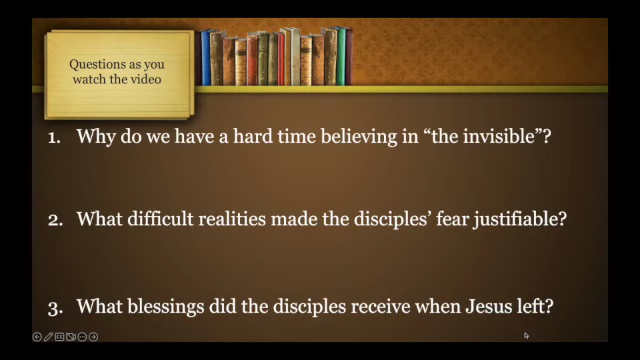 Questions as you
watch the video
1. Why do we have a hard time believing in “the invisible”?
2. What difficult realities made the disciples’ fear justifiable?
3. What blessings did the disciples receive when Jesus left?